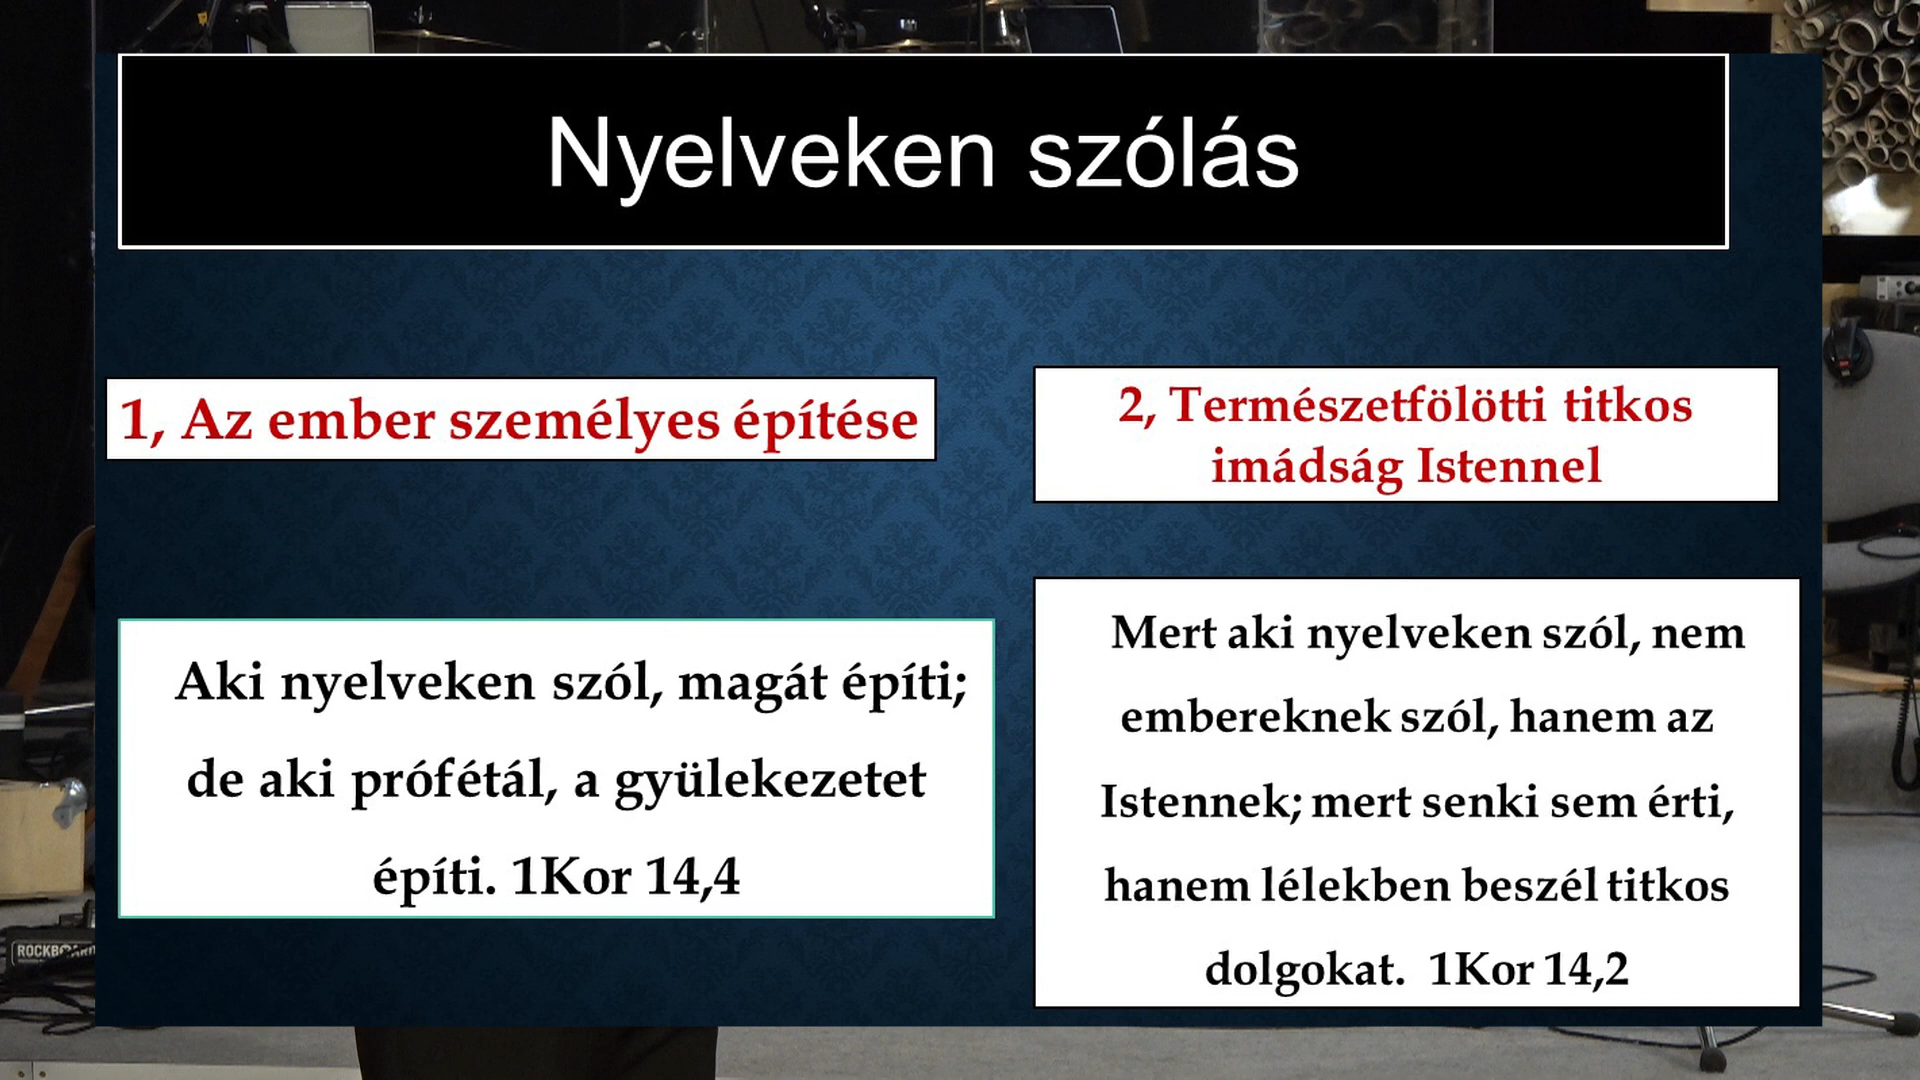 Nyelveken szólás
1, Az ember személyes építése
2, Természetfölötti titkos
imádság Istennel
Aki nyelveken szól, magát építi;
de aki prófétál, a gyülekezetet
építi. 1Kor 14,4
Mert aki nyelveken szól, nem
embereknek szól, hanem az
Istennek; mert senki sem érti,
hanem lélekben beszél titkos
dolgokat. 1Kor 14,2
ROCKBOARD